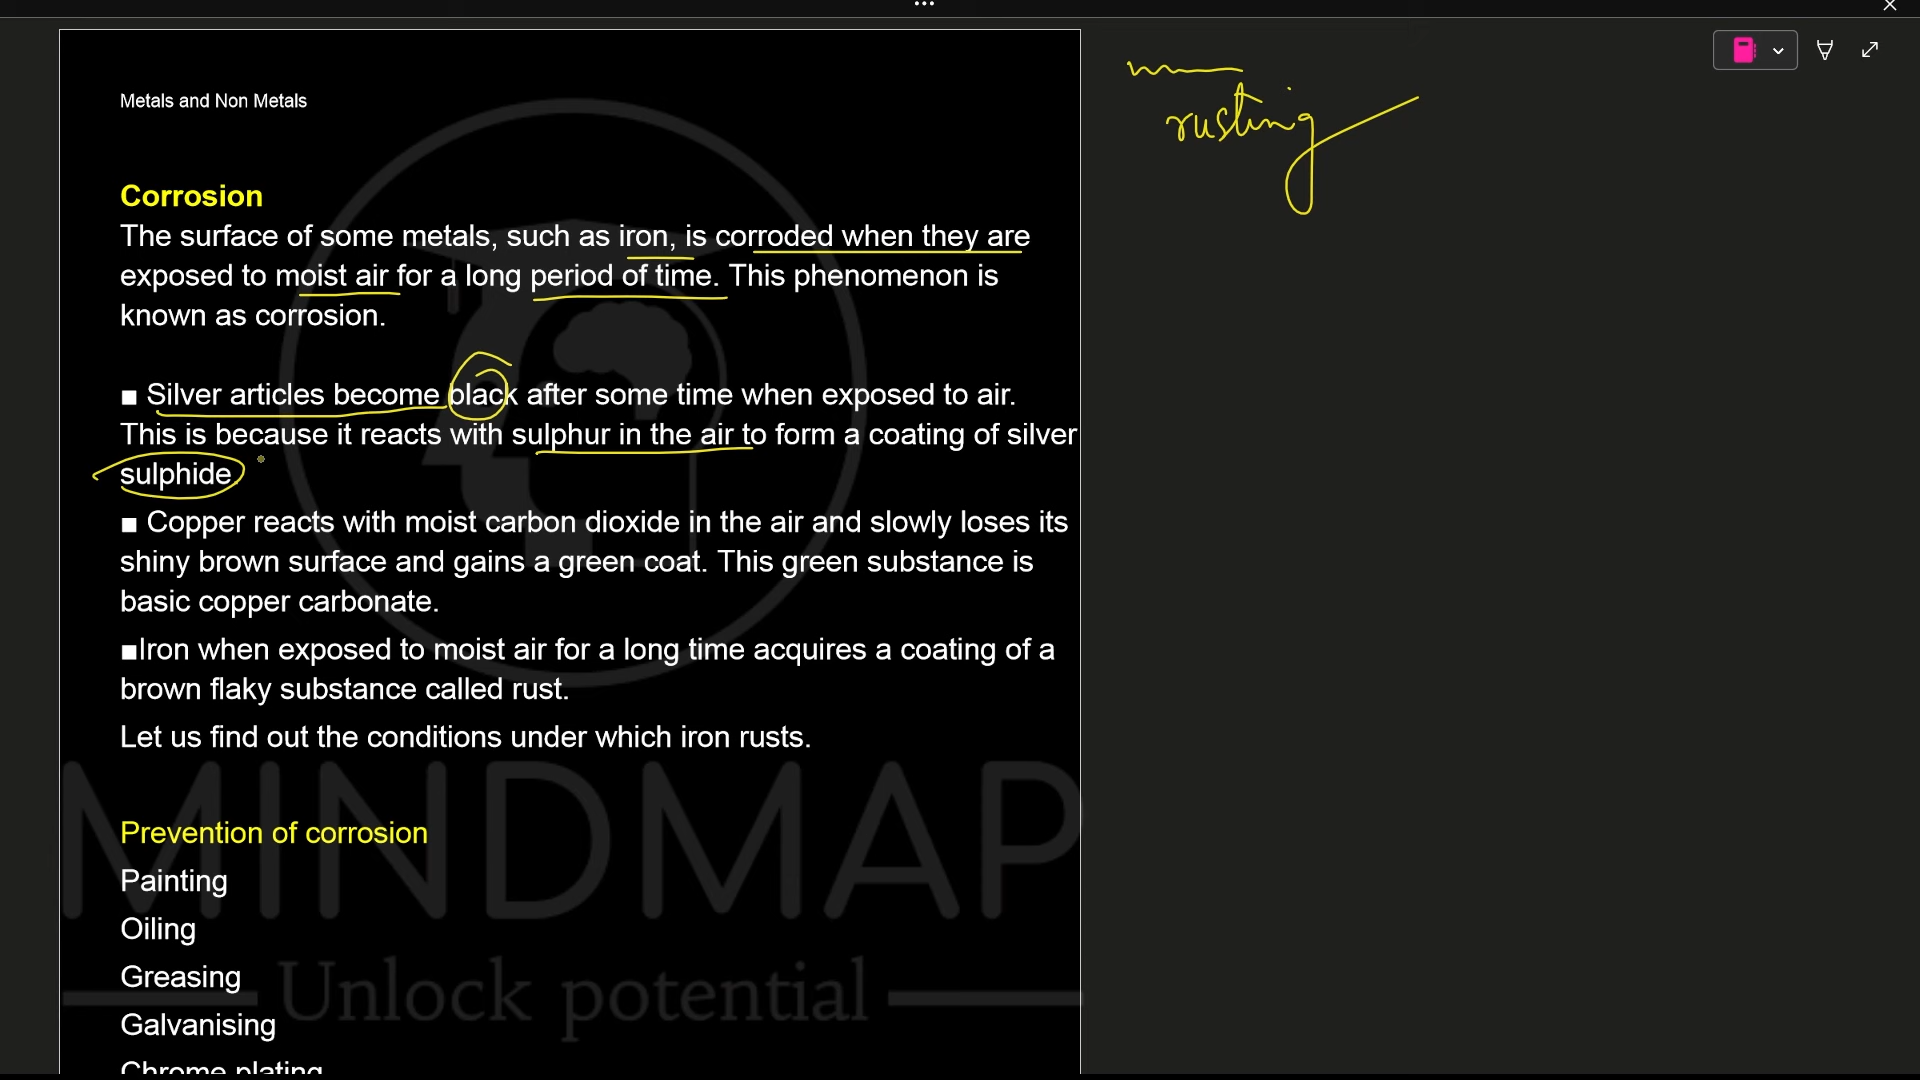 Metals and Non Metals
rusting
Corrosion
The surface of some metals, such as iron, is corroded when they are
exposed to moist air for a long period of time. This phenomenon is
known as corrosion.
■ Silver articles become black after some time when exposed to air.
This is because it reacts with sulphur in the air to form a coating of silver
sulphide.
■ Copper reacts with moist carbon dioxide in the air and slowly loses its
shiny brown surface and gains a green coat. This green substance is
basic copper carbonate.
■Iron when exposed to moist air for a long time acquires a coating of a
brown flaky substance called rust.
Let us find out the conditions under which iron rusts.
MINDMAP
Prevention of corrosion
Painting
Oiling
Greasing
Unlock potential
Galvanising
Chrome plating